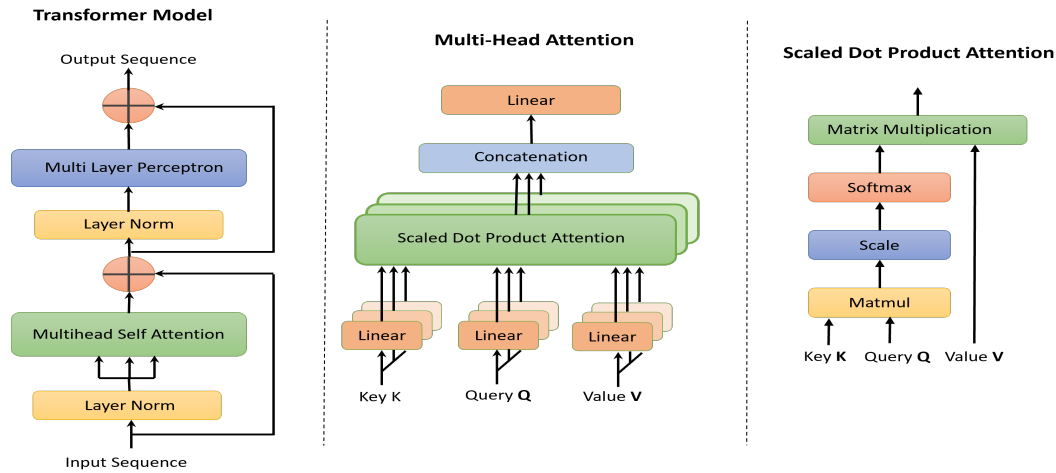 Transformer Model
Output Sequence
Multi Layer Perceptron
Layer Norm
Multihead Self Attention
Layer Norm
Input Sequence
Multi-Head Attention
Linear
Concatenation
Scaled Dot Product Attention
Linear
Linear
Linear
Key K
Query Q
Value V
Scaled Dot Product Attention
Matrix Multiplication
Softmax
Scale
Matmul
Key K
Query Q
Value V